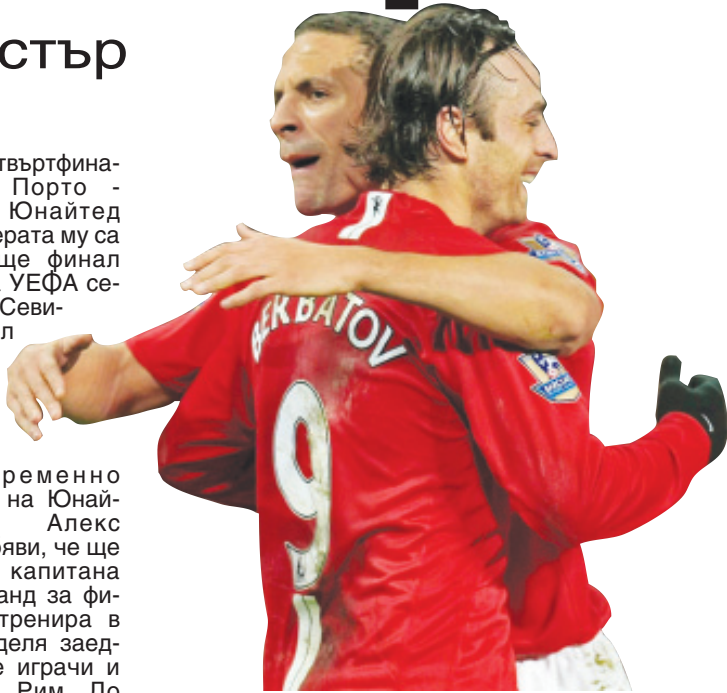 стър
твъртфина-
Порто -
Юнайтед
ерата му са
ще финал
УЕФА се-
Севи-
л
ременно
на Юнай-
Алекс
яви, че ще
капитана
анд за фи-
тренира в
деля заед-
е играчи и
Рим. По
BERBATOV
9